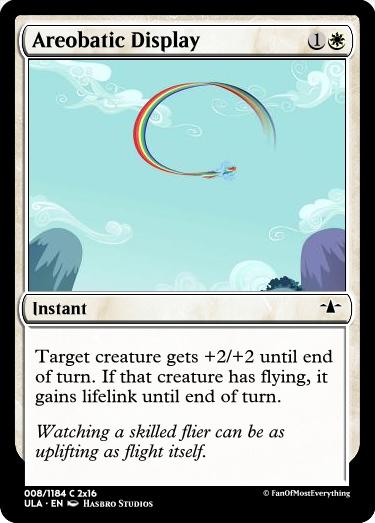 Areobatic Display 1
Instant
Target creature gets +2/+2 until end
of turn. If that creature has flying, it
gains lifelink until end of turn.
Watching a skilled flier can be as
uplifting as flight itself.
008/1184 C 2x16
ULA • EN Hasbro Studios
© FanOfMostEverything